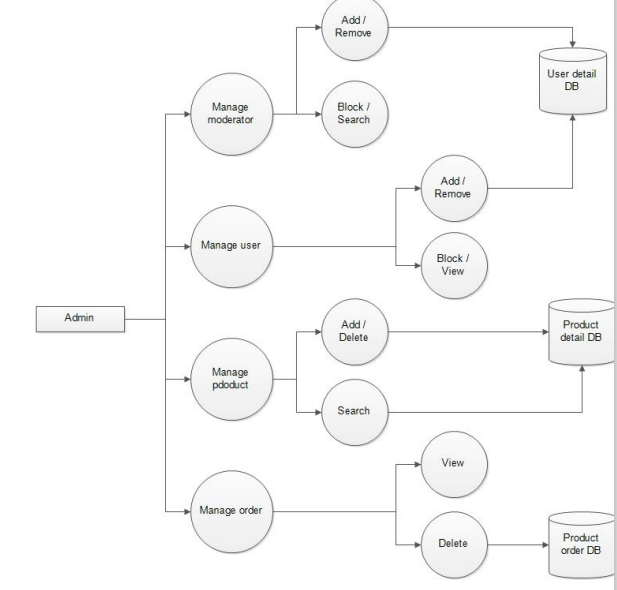 Add /
Remove
User detail
DB
Manage
moderator
Block /
Search
Add /
Remove
Manage user
Block /
View
Admin
Add /
Delete
Product
detail DB
Manage
pdoduct
Search
View
Manage order
Delete
Product
order DB